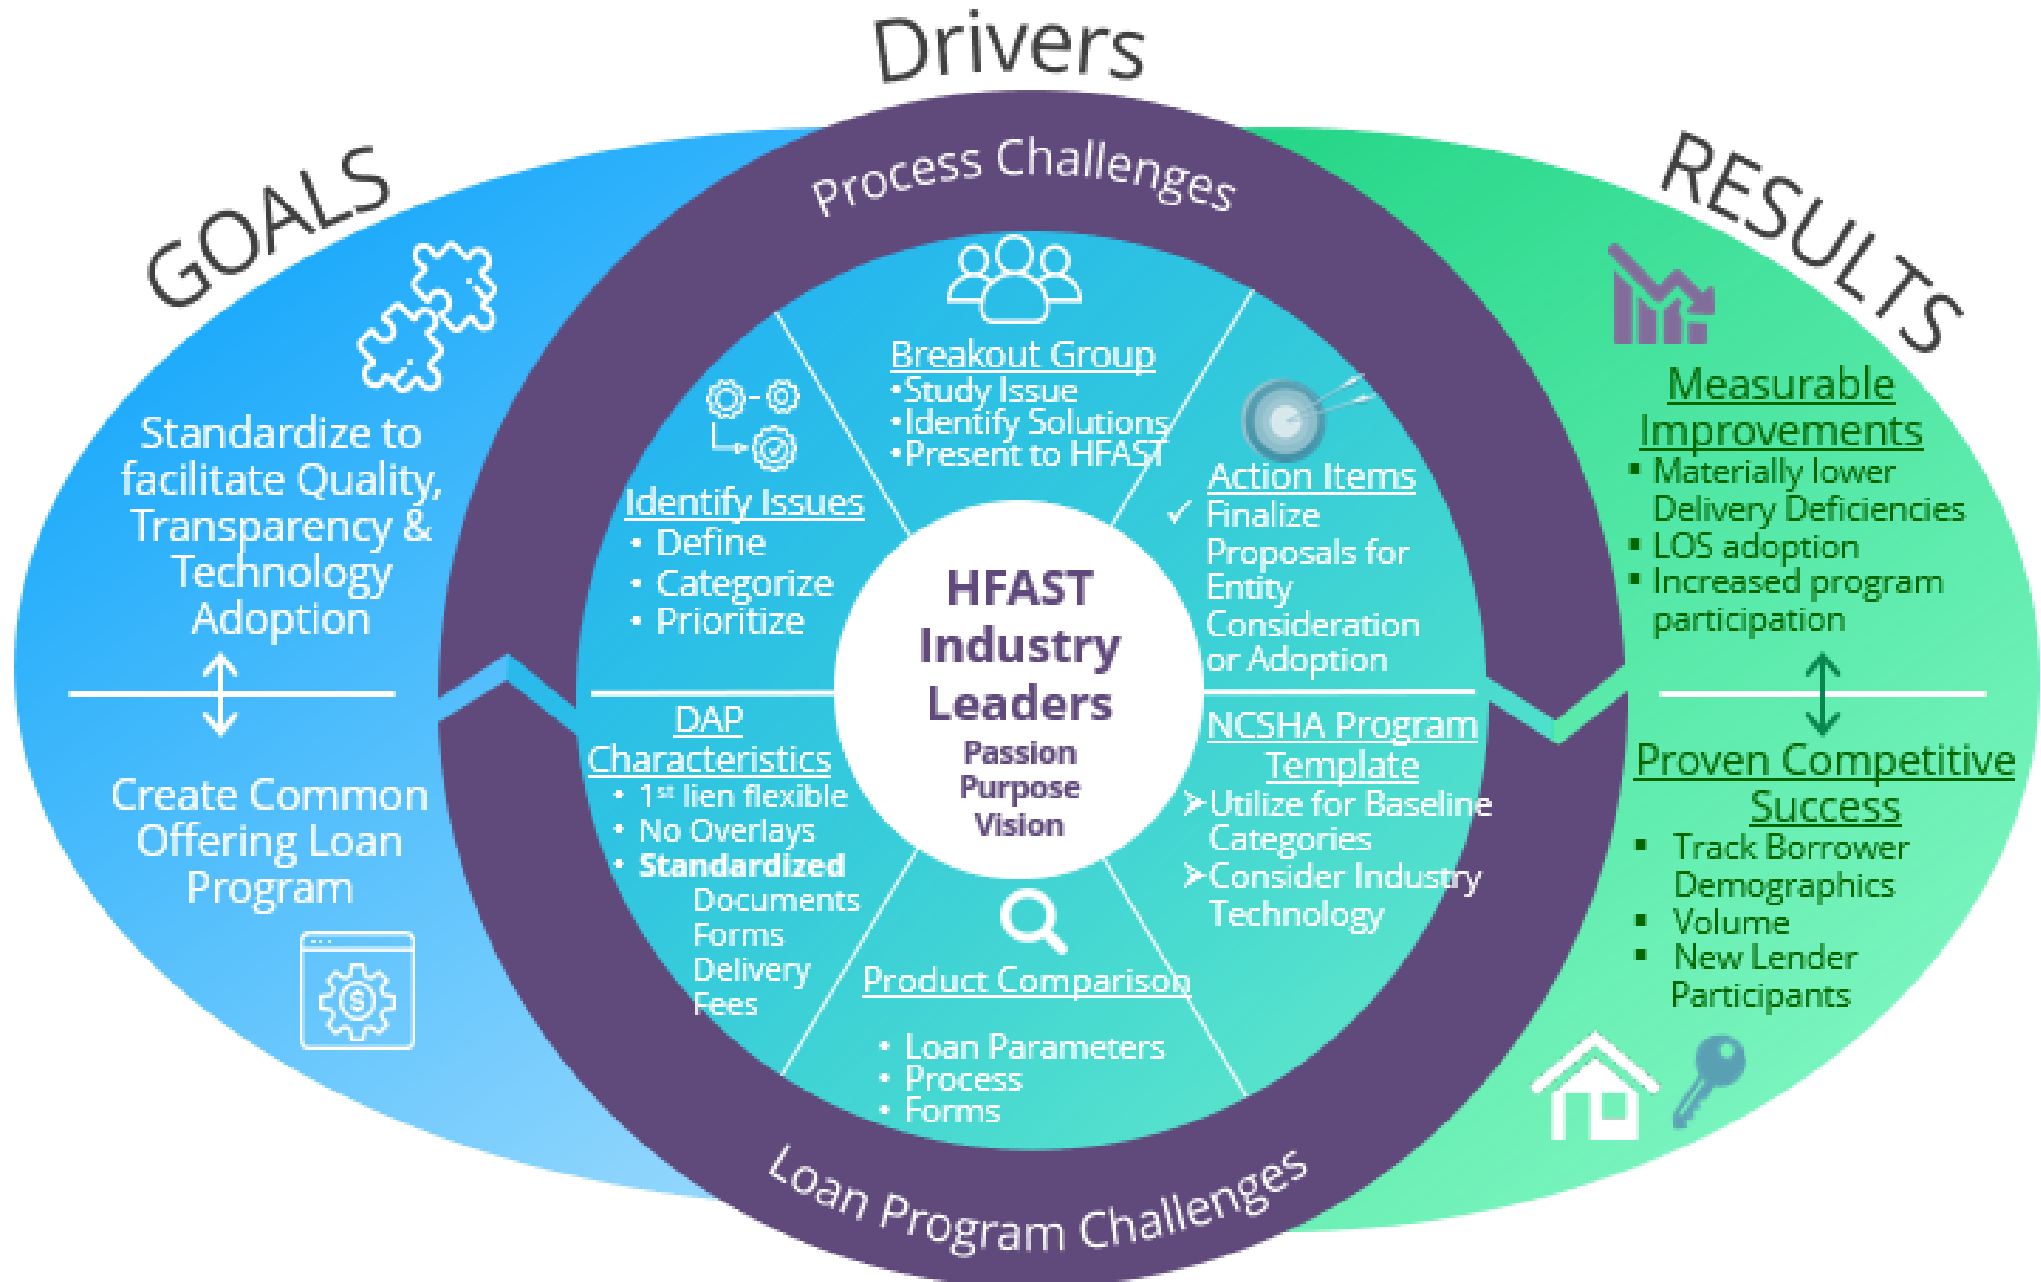 Drivers
GOALS
RESULTS
Process Challenges
Standardize to
facilitate Quality,
Transparency &
Technology
Adoption
Create Common
Offering Loan
Program
Identify Issues
• Define
• Categorize
• Prioritize
Breakout Group
•Study Issue
•Identify Solutions
•Present to HFAST
Action Items
✓ Finalize
Proposals for
Entity
Consideration
or Adoption
HFAST
Industry
Leaders
Passion
Purpose
Vision
DAP
Characteristics
• 1st lien flexible
• No Overlays
• Standardized
Documents
Forms
Delivery
Fees
Product Comparison
• Loan Parameters
• Process
• Forms
NCSHA Program
Template
➢Utilize for Baseline
Categories
➢Consider Industry
Technology
Loan Program Challenges
Measurable
Improvements
▪ Materially lower
Delivery Deficiencies
▪ LOS adoption
▪ Increased program
participation
Proven Competitive
Success
▪ Track Borrower
Demographics
▪ Volume
▪ New Lender
Participants